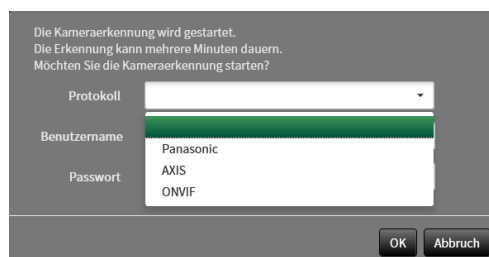 Die Kameraerkennung wird gestartet.
Die Erkennung kann mehrere Minuten dauern.
Möchten Sie die Kameraerkennung starten?
Protokoll
Benutzername
Panasonic
Passwort
AXIS
ONVIF
OK Abbruch